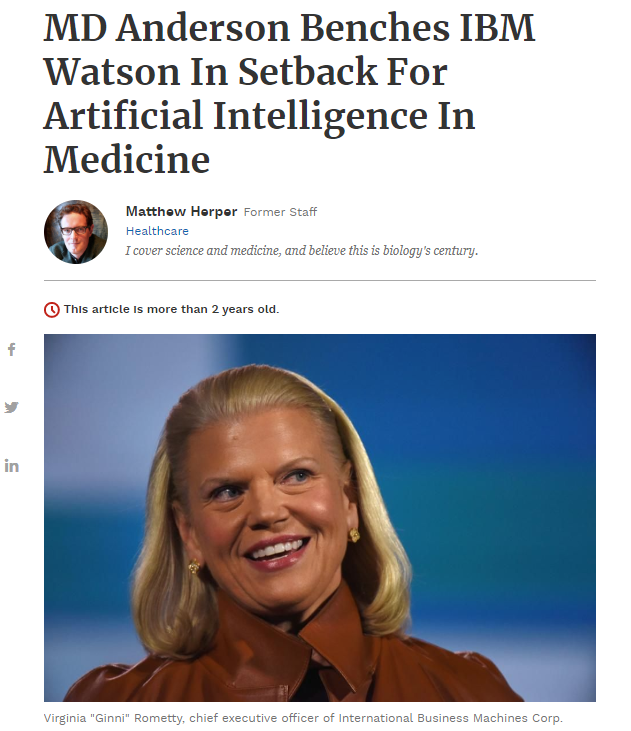 MD Anderson Benches IBM
Watson In Setback For
Artificial Intelligence In
Medicine
Matthew Herper Former Staff
Healthcare
I cover science and medicine, and believe this is biology's century.
This article is more than 2 years old.
f
in
Virginia "Ginni" Rometty, chief executive officer of International Business Machines Corp.